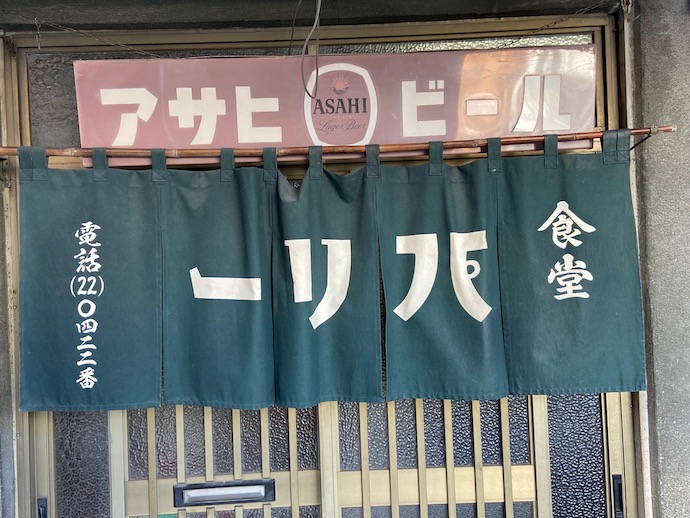 アサヒ
ASAHI
Lager Beer
ビール
食堂
パリー
電話(22)〇四二二番